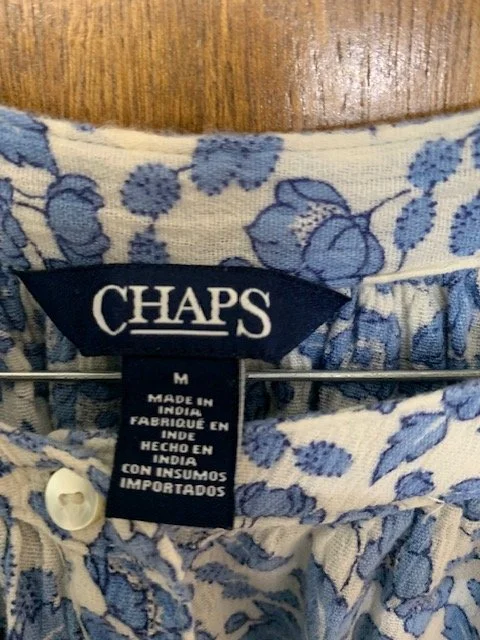 CHAPS
M
MADE IN
INDIA
FABRIQUÉ EN
INDE
HECHO EN
INDIA
CON INSUMOS
IMPORTADOS